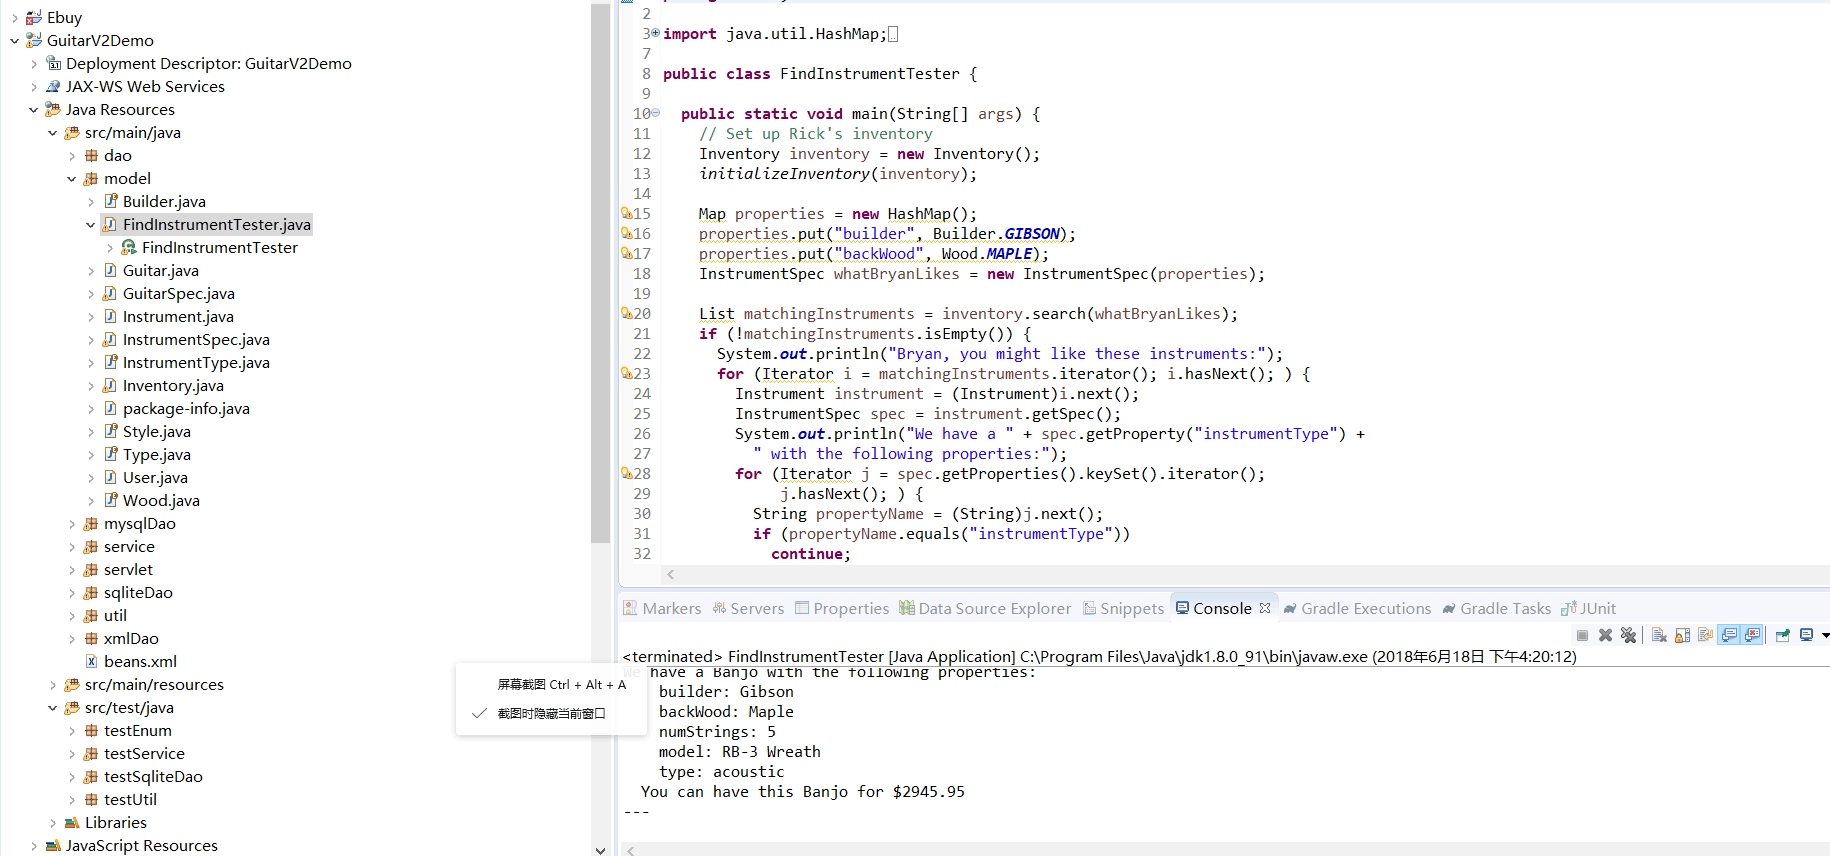 Ebuy
GuitarV2Demo
Deployment Descriptor: GuitarV2Demo
JAX-WS Web Services
Java Resources
src/main/java
dao
model
Builder.java
FindInstrumentTester.java
FindInstrumentTester
Guitar.java
GuitarSpec.java
Instrument.java
InstrumentSpec.java
InstrumentType.java
Inventory.java
package-info.java
Style.java
Type.java
User.java
Wood.java
mysqlDao
service
servlet
sqliteDao
util
xmlDao
beans.xml
src/main/resources
src/test/java
testEnum
testService
testSqliteDao
testUtil
Libraries
JavaScript Resources
屏幕截图 Ctrl + Alt + A
截图时隐藏当前窗口
2
3 import java.util.HashMap;
7
8 public class FindInstrumentTester {
9
10 public static void main(String[] args) {
11 // Set up Rick's inventory
12 Inventory inventory = new Inventory();
13 initializeInventory(inventory);
14
15 Map properties = new HashMap();
16 properties.put("builder", Builder.GIBSON);
17 properties.put("backWood", Wood.MAPLE);
18 InstrumentSpec whatBryanLikes = new InstrumentSpec(properties);
19
20 List matchingInstruments = inventory.search(whatBryanLikes);
21 if (!matchingInstruments.isEmpty()) {
22 System.out.println("Bryan, you might like these instruments:");
23 for (Iterator i = matchingInstruments.iterator(); i.hasNext(); ) {
24 Instrument instrument = (Instrument)i.next();
25 InstrumentSpec spec = instrument.getSpec();
26 System.out.println("We have a " + spec.getProperty("instrumentType") +
27 " with the following properties:");
28 for (Iterator j = spec.getProperties().keySet().iterator();
29 j.hasNext(); ) {
30 String propertyName = (String)j.next();
31 if (propertyName.equals("instrumentType"))
32 continue;
Markers Servers Properties Data Source Explorer Snippets Console Gradle Executions Gradle Tasks JUnit
<terminated> FindInstrumentTester [Java Application] C:\Program Files\Java\jdk1.8.0_91\bin\javaw.exe (2018年6月18日 下午4:20:12)
We have a Banjo with the following properties:
builder: Gibson
backWood: Maple
numStrings: 5
model: RB-3 Wreath
type: acoustic
You can have this Banjo for $2945.95
---